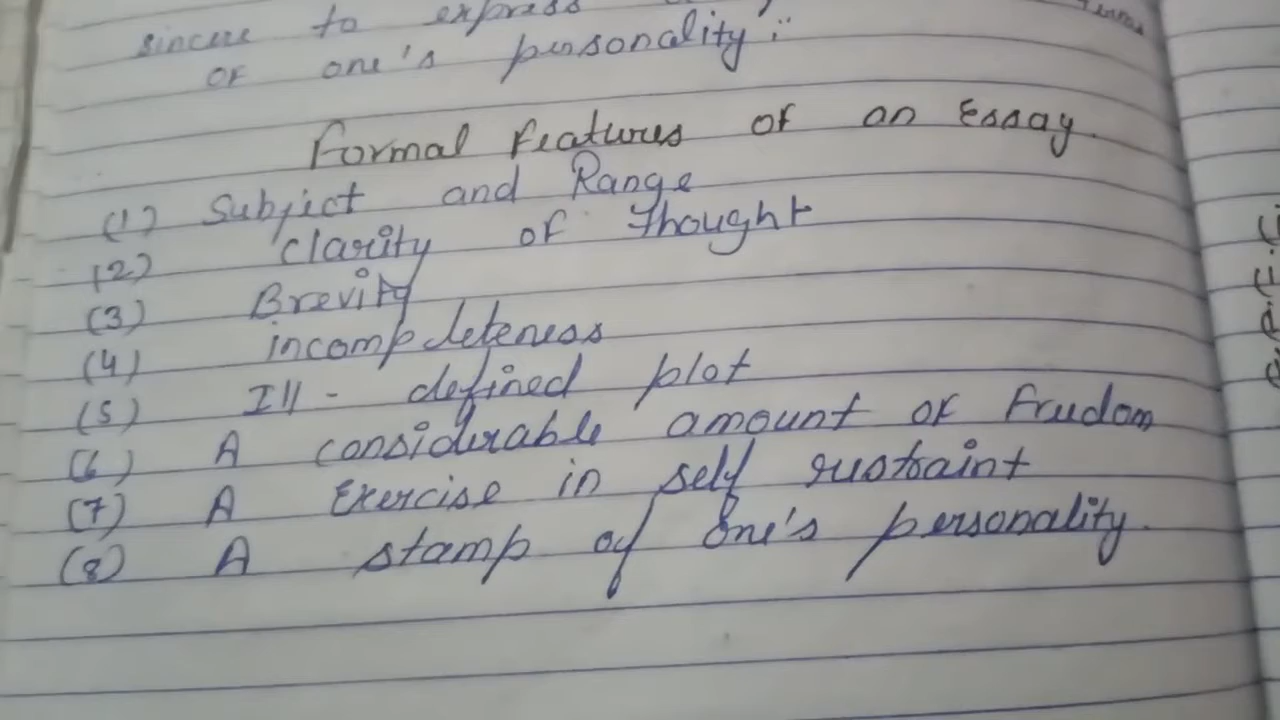 sincere to express
of one's personality".
Formal Features of an Essay.
(1) Subject and Range
(2) Clarity of Thought
(3) Brevity
(4) incompleteness
(5) Ill - defined plot
(6) A considerable amount of Freedom
(7) A Exercise in self restraint
(8) A stamp of One's personality.